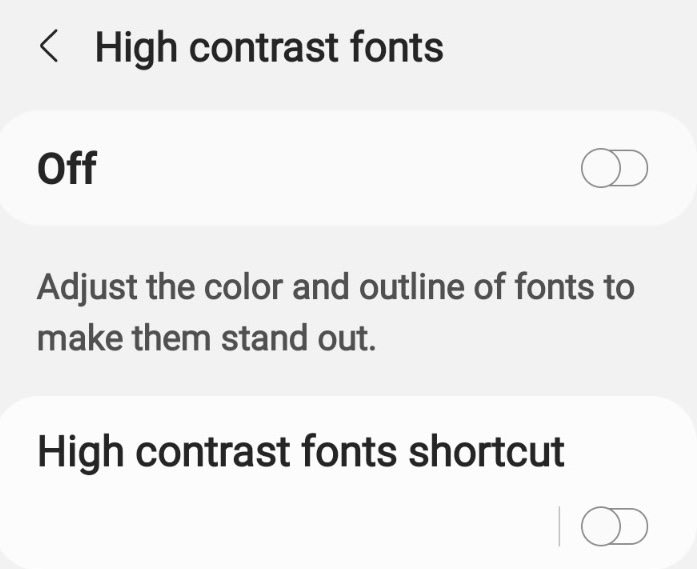 High contrast fonts
Off
Adjust the color and outline of fonts to
make them stand out.
High contrast fonts shortcut